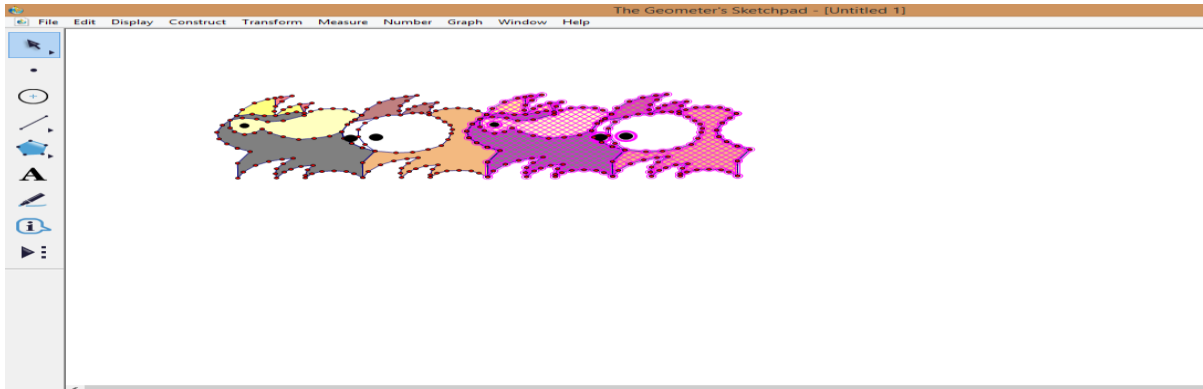 The Geometer's Sketchpad - [Untitled 1]
File Edit Display Construct Transform Measure Number Graph Window Help
A
i